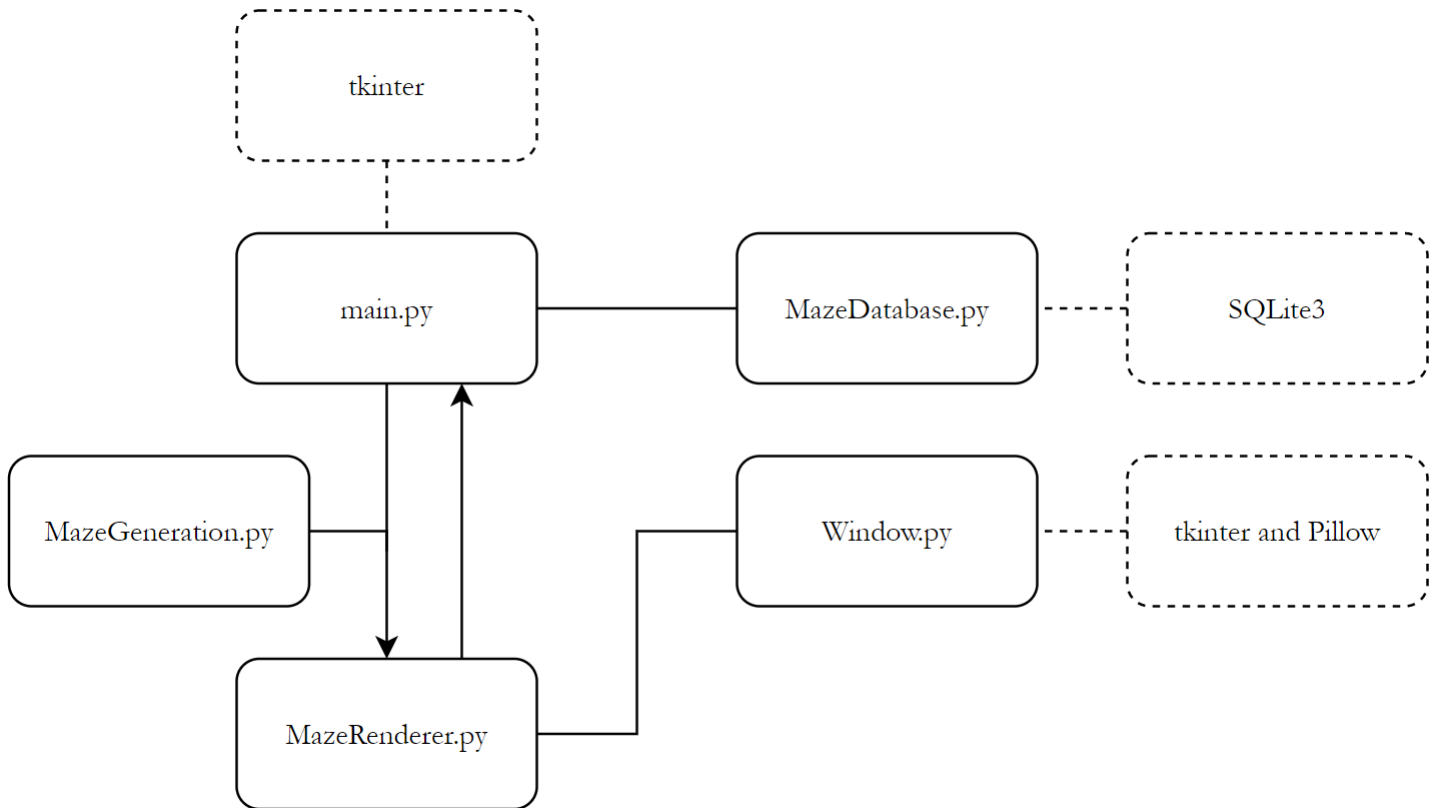 tkinter
main.py
MazeDatabase.py
SQLite3
MazeGeneration.py
Window.py
tkinter and Pillow
MazeRenderer.py